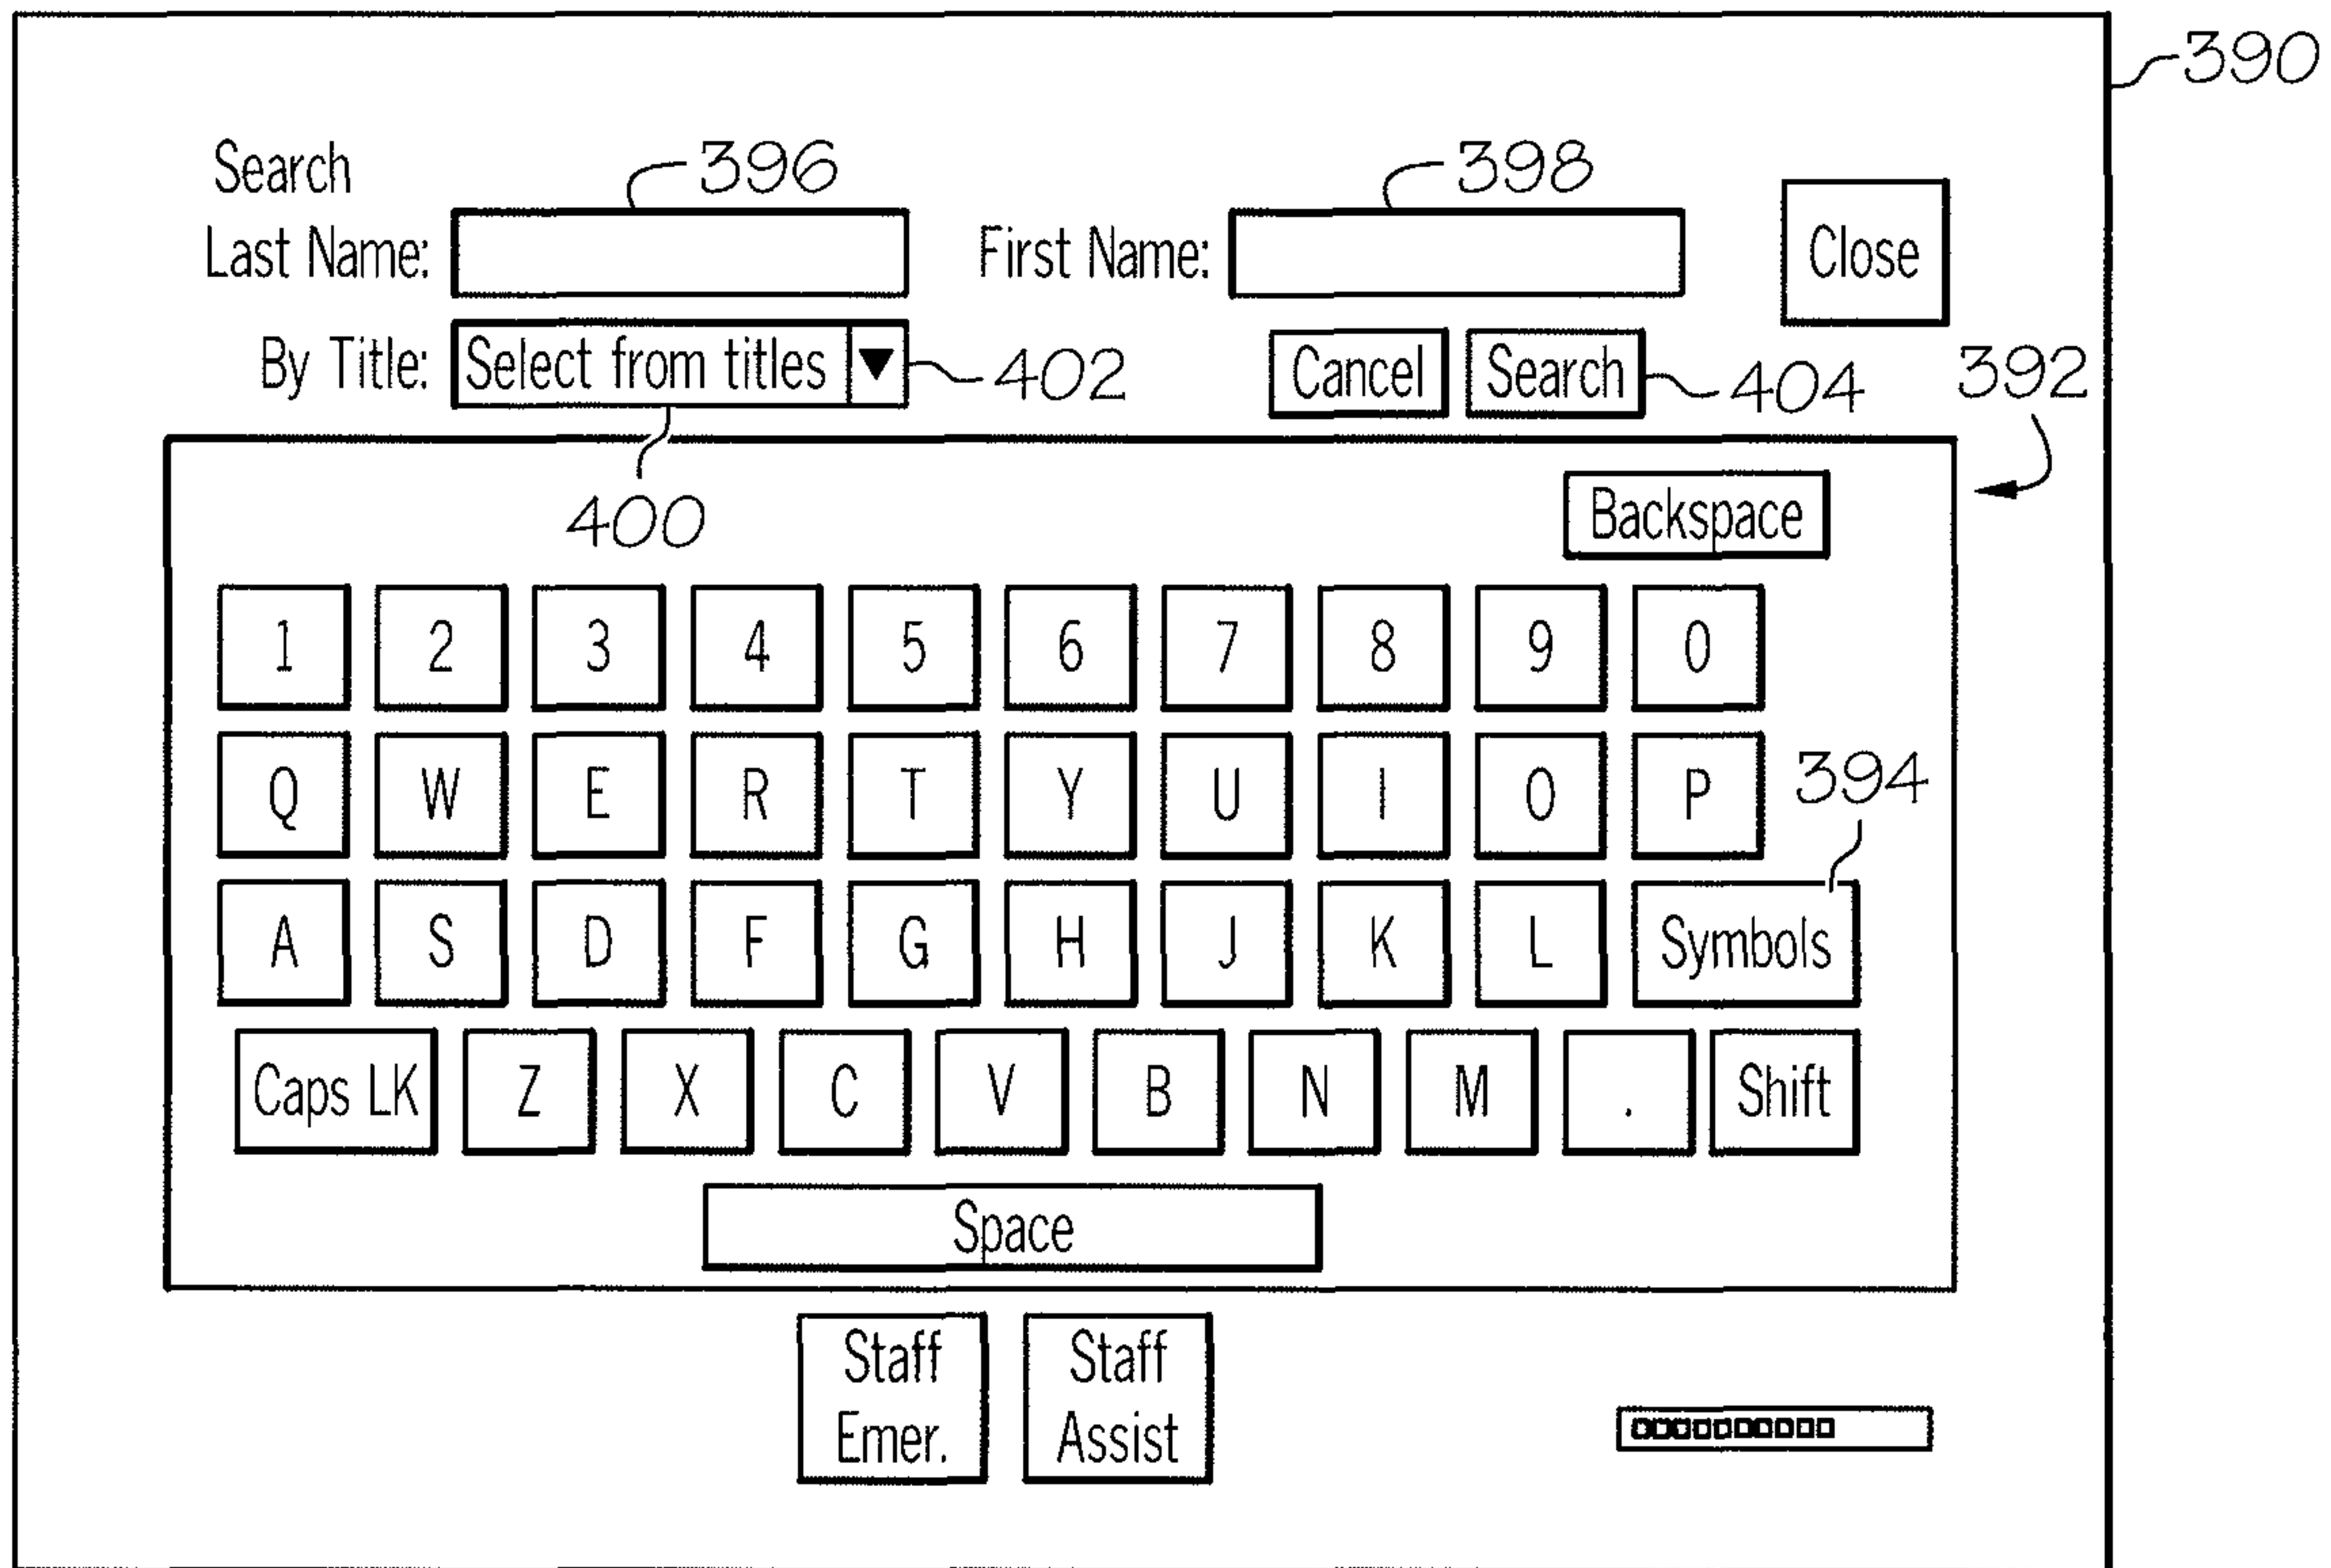 390
Search 396 398
Last Name: First Name: Close
By Title: Select from titles 402 Cancel Search 404 392
400 Backspace
1 2 3 4 5 6 7 8 9 0
Q W E R T Y U I O P 394
A S D F G H J K L Symbols
Caps LK Z X C V B N M . Shift
Space
Staff Staff
Emer. Assist